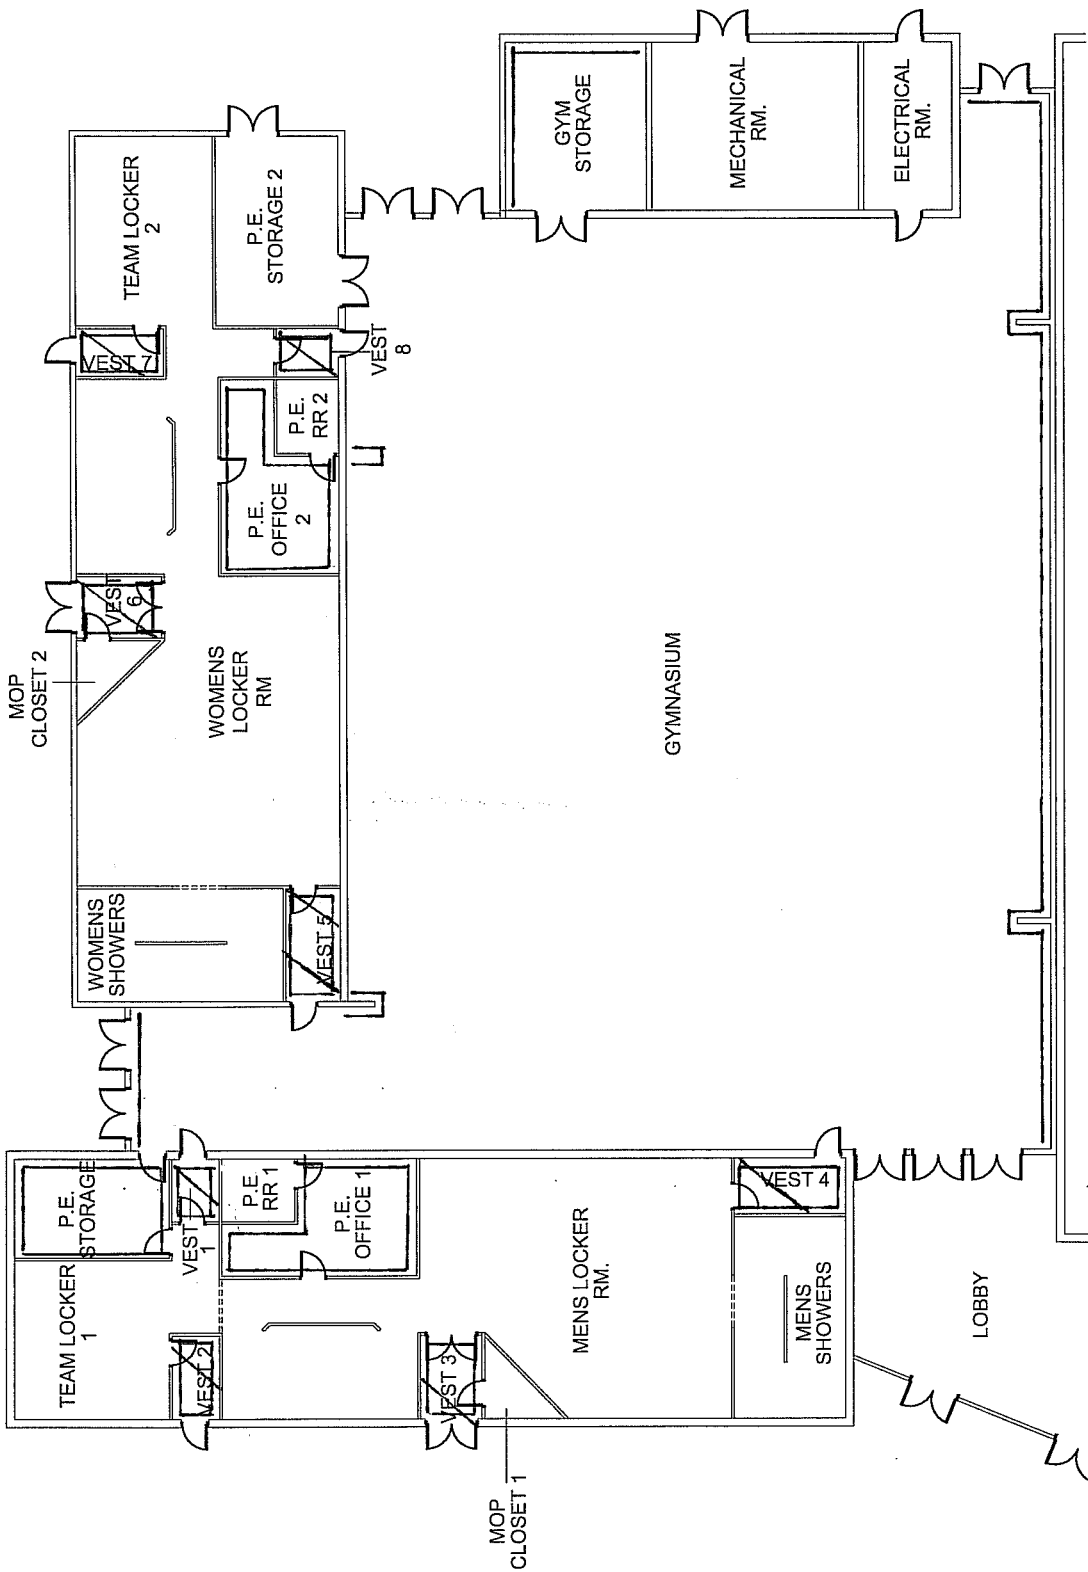 MOP
CLOSET 2
TEAM LOCKER
2
P.E.
STORAGE 2
VEST 7
VEST
8
P.E.
RR 2
P.E.
OFFICE
2
VEST
6
WOMENS
LOCKER
RM
WOMENS
SHOWERS
VEST 5
GYM
STORAGE
MECHANICAL
RM.
ELECTRICAL
RM.
GYMNASIUM
P.E.
STORAGE
TEAM LOCKER
1
VEST
1
VEST 2
P.E.
RR 1
P.E.
OFFICE 1
VEST 3
MENS LOCKER
RM.
VEST 4
MENS
SHOWERS
MOP
CLOSET 1
LOBBY